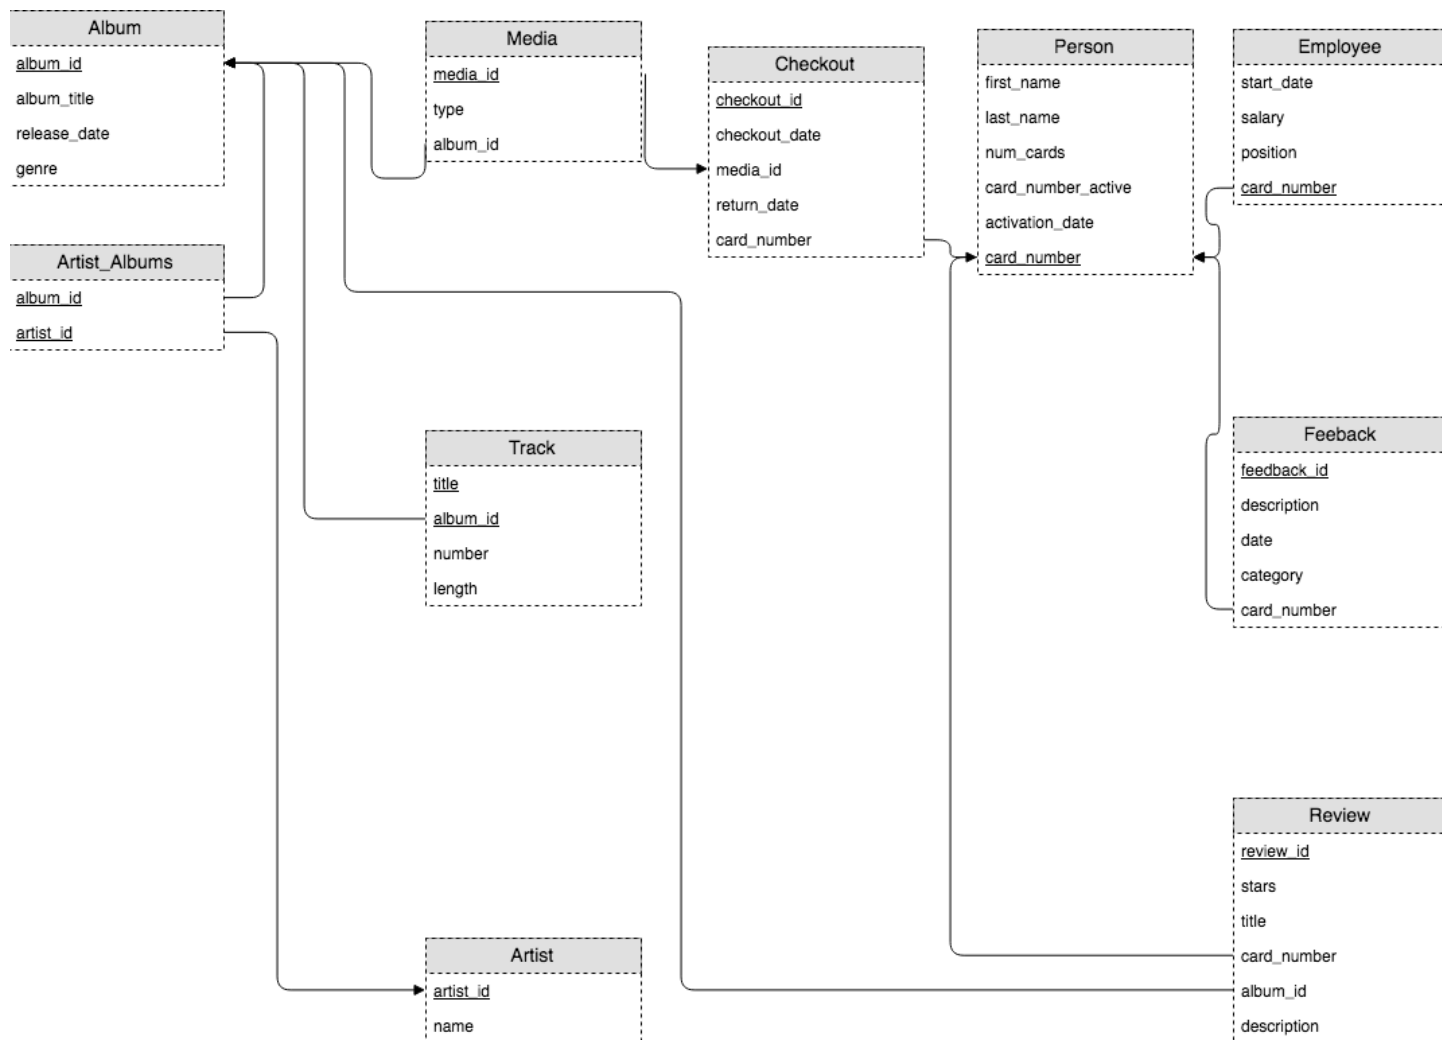 Album
album_id
album_title
release_date
genre
Media
media_id
type
album_id
Checkout
checkout_id
checkout_date
media_id
return_date
card_number
Person
first_name
last_name
num_cards
card_number_active
activation_date
card_number
Employee
start_date
salary
position
card_number
Artist_Albums
album_id
artist_id
Track
title
album_id
number
length
Feeback
feedback_id
description
date
category
card_number
Review
review_id
stars
title
card_number
album_id
description
Artist
artist_id
name